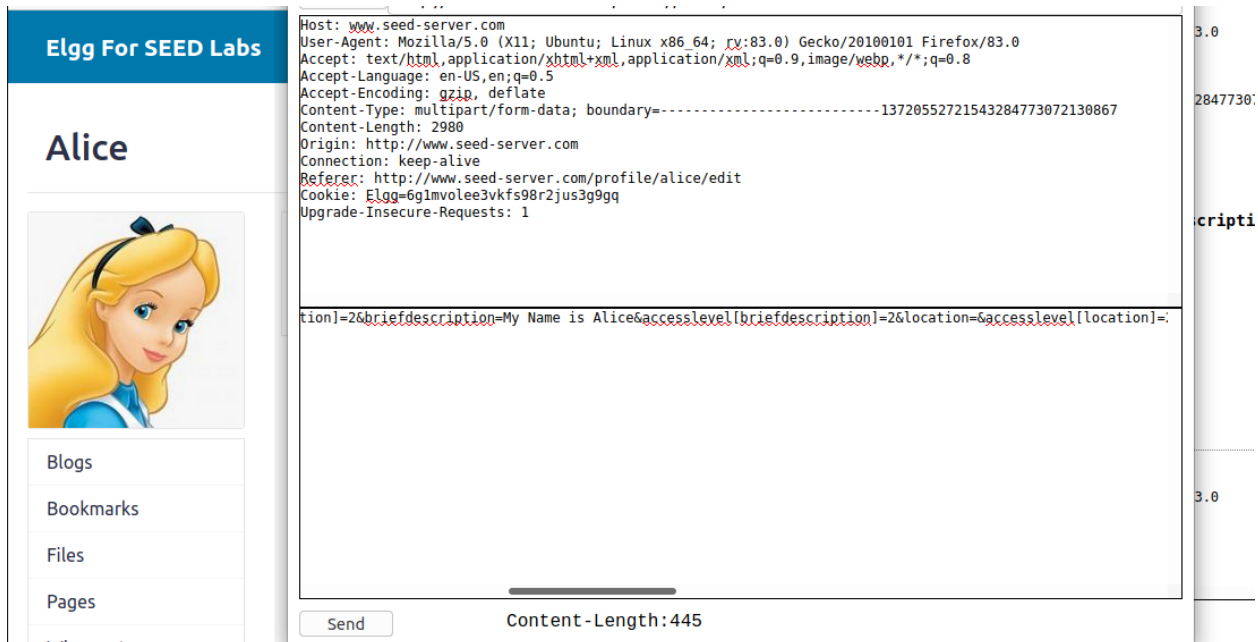 Elgg For SEED Labs
Alice
Blogs
Bookmarks
Files
Pages
Host: www.seed-server.com
User-Agent: Mozilla/5.0 (X11; Ubuntu; Linux x86_64; rv:83.0) Gecko/20100101 Firefox/83.0
Accept: text/html,application/xhtml+xml,application/xml;q=0.9,image/webp,*/*;q=0.8
Accept-Language: en-US,en;q=0.5
Accept-Encoding: gzip, deflate
Content-Type: multipart/form-data; boundary=---------------------------13720552721543284773072130867
Content-Length: 2980
Origin: http://www.seed-server.com
Connection: keep-alive
Referer: http://www.seed-server.com/profile/alice/edit
Cookie: Elgg=6g1mvolee3vkfs98r2jus3g9gq
Upgrade-Insecure-Requests: 1
tion]=2&briefdescription=My Name is Alice&accesslevel[briefdescription]=2&location=&accesslevel[location]=
Send
Content-Length:445
3.0
2847730
cripti
3.0